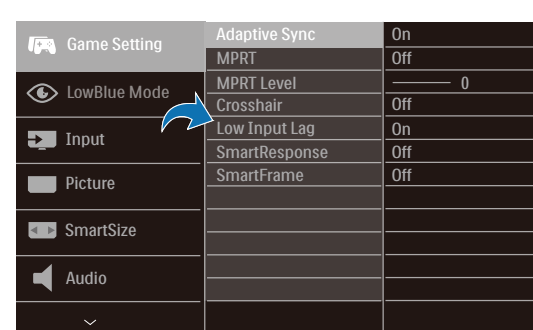 Game Setting
LowBlue Mode
Input
Picture
SmartSize
Audio
Adaptive Sync On
MPRT Off
MPRT Level 0
Crosshair Off
Low Input Lag On
SmartResponse Off
SmartFrame Off